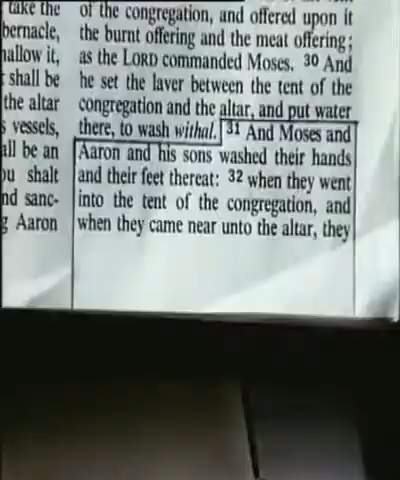 take the
bernacle,
hallow it,
shall be
the altar
s vessels,
all be an
ou shalt
nd sanc-
g Aaron
of the congregation, and offered upon it
the burnt offering and the meat offering;
as the LORD commanded Moses. 30 And
he set the laver between the tent of the
congregation and the altar, and put water
there, to wash withal. 31 And Moses and
Aaron and his sons washed their hands
and their feet thereat: 32 when they went
into the tent of the congregation, and
when they came near unto the altar, they